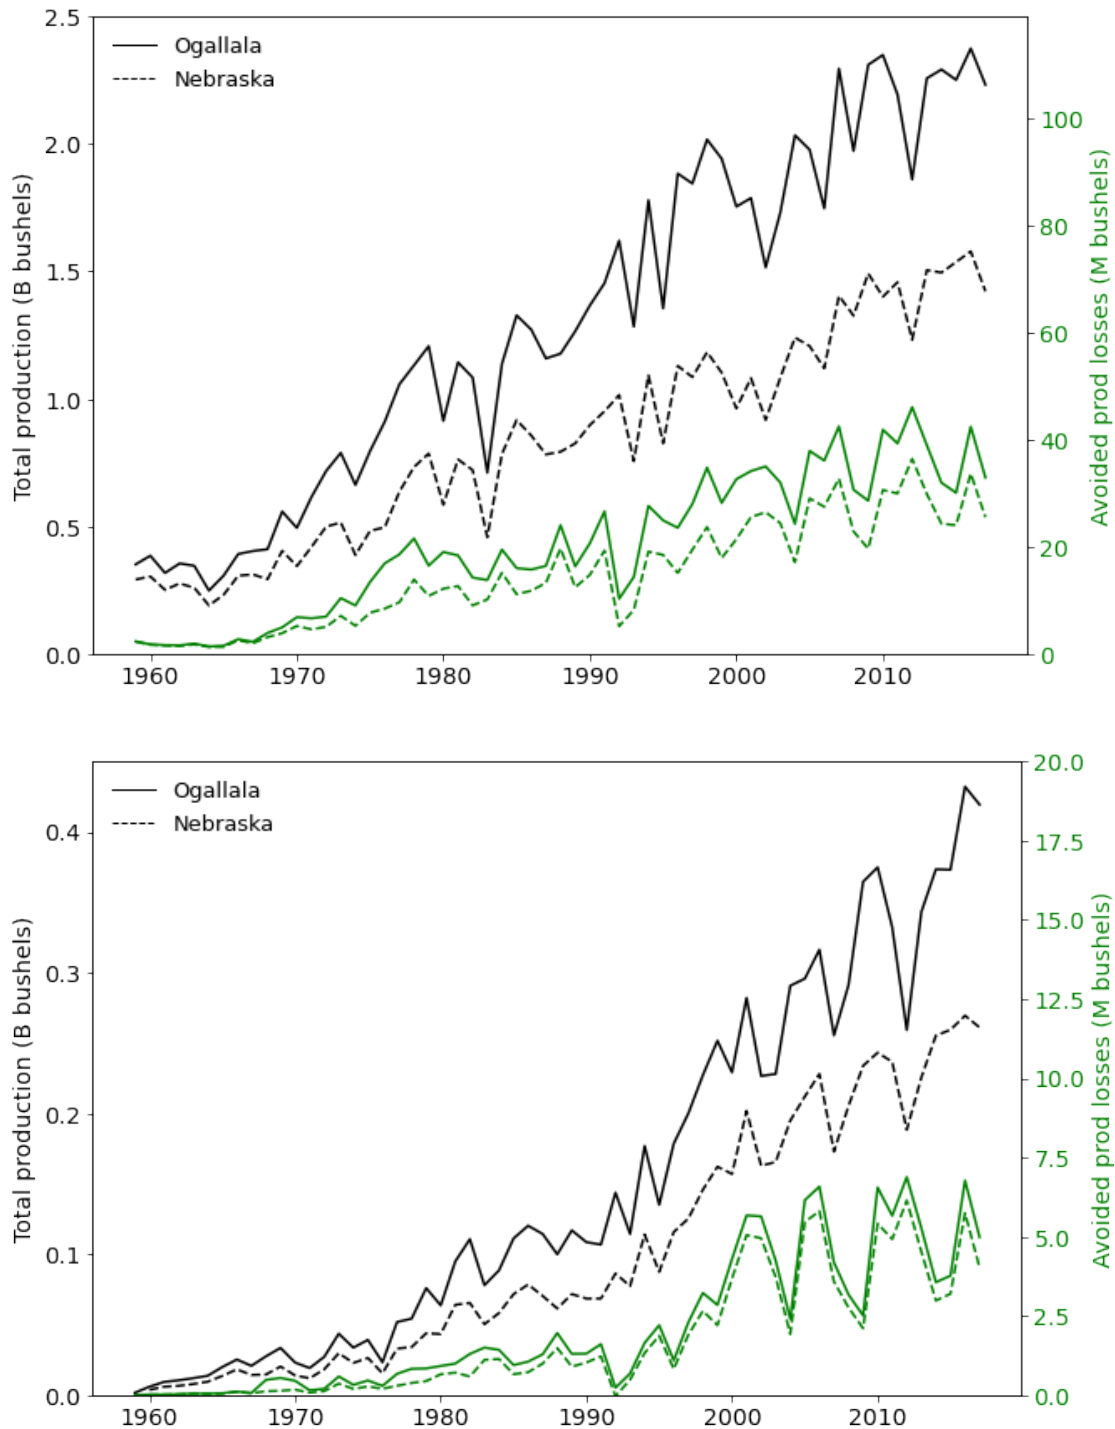 2.5
2.0
1.5
1.0
0.5
0.0
Total production (B bushels)
Ogallala
Nebraska
100
80
60
40
20
0
Avoided prod losses (M bushels)
1960 1970 1980 1990 2000 2010
0.4
0.3
0.2
0.1
0.0
Total production (B bushels)
Ogallala
Nebraska
20.0
17.5
15.0
12.5
10.0
7.5
5.0
2.5
0.0
Avoided prod losses (M bushels)
1960 1970 1980 1990 2000 2010